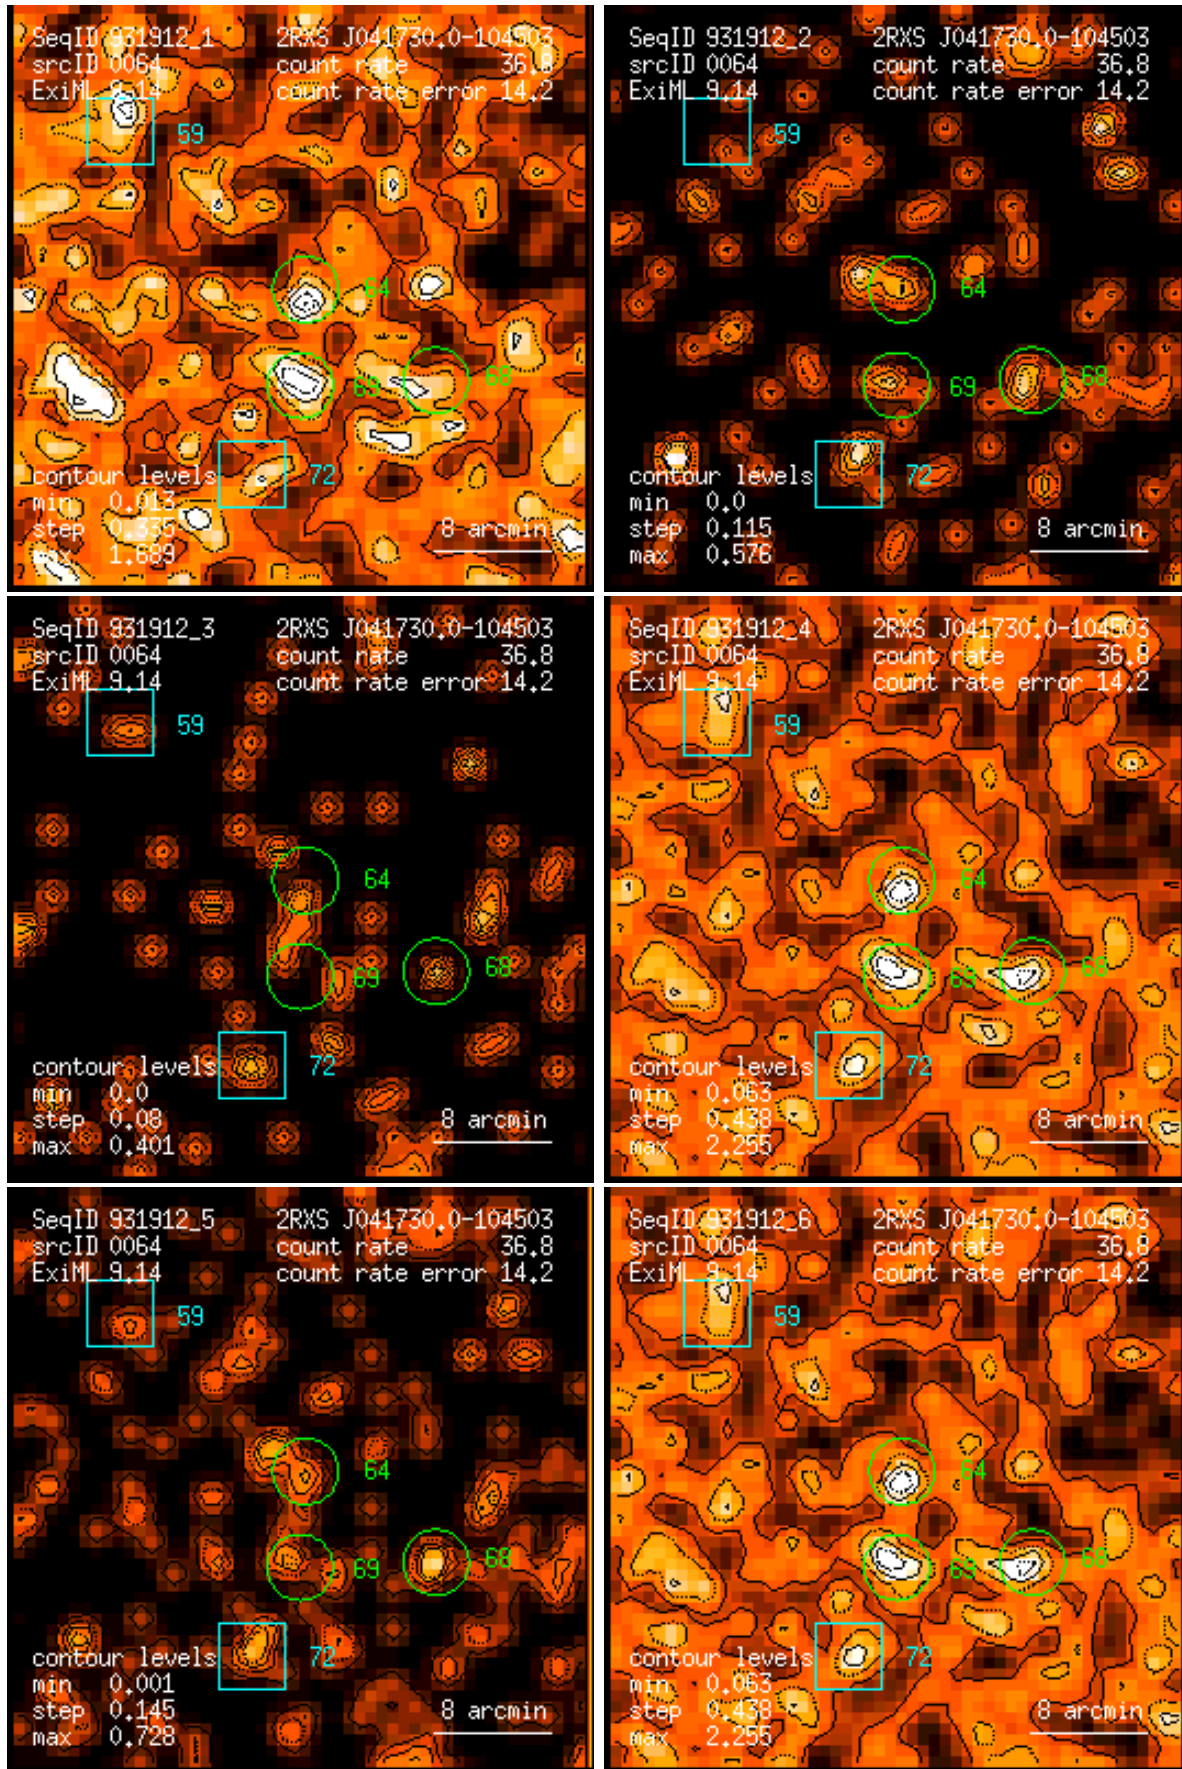 SeqID 931912_1 2RXS J041730.0-104503
srcID 0064 count rate 36.8
ExiML 9.14 count rate error 14.2
59
64
69 68
72
contour levels
min 0.013
step 0.335 8 arcmin
max 1.689
SeqID 931912_2 2RXS J041730.0-104503
srcID 0064 count rate 36.8
ExiML 9.14 count rate error 14.2
59
64
69 68
72
contour levels
min 0.0
step 0.115 8 arcmin
max 0.576
SeqID 931912_3 2RXS J041730.0-104503
srcID 0064 count rate 36.8
ExiML 9.14 count rate error 14.2
59
64
69 68
72
contour levels
min 0.0
step 0.08 8 arcmin
max 0.401
SeqID 931912_4 2RXS J041730.0-104503
srcID 0064 count rate 36.8
ExiML 9.14 count rate error 14.2
59
64
69 68
72
contour levels
min 0.063
step 0.438 8 arcmin
max 2.255
SeqID 931912_5 2RXS J041730.0-104503
srcID 0064 count rate 36.8
ExiML 9.14 count rate error 14.2
59
64
69 68
72
contour levels
min 0.001
step 0.145 8 arcmin
max 0.728
SeqID 931912_6 2RXS J041730.0-104503
srcID 0064 count rate 36.8
ExiML 9.14 count rate error 14.2
59
64
69 68
72
contour levels
min 0.063
step 0.438 8 arcmin
max 2.255